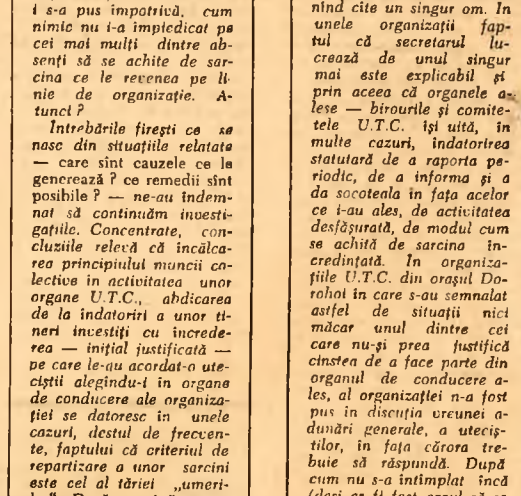 i s-a pus împotrivă, cum
nimic nu i-a împiedicat pe
cei mai mulți dintre ab-
senți să se achite de sar-
cina ce le revenea pe li-
nie de organizație. A-
tunci ?
Întrebările firești ce se
nasc din situațiile relatate
— care sînt cauzele ce le
generează ? ce remedii sînt
posibile ? — ne-au îndem-
nat să continuăm investi-
gațiile. Concentrate, con-
cluziile relevă că încălca-
rea principiului muncii co-
lective în activitatea unor
organe U.T.C., abdicarea
de la îndatoriri a unor ti-
neri investiți cu încrede-
rea — inițial justificată —
pe care le-au acordat-o ute-
ciștii alegîndu-i în organe
de conducere ale organiza-
ției se datoresc în unele
cazuri, destul de frecven-
te, faptului că criteriul de
repartizare a unor sarcini
este cel al tăriei „umeri-
nînd cîte un singur om. În
unele organizații fap-
tul că secretarul lu-
crează de unul singur
mai este explicabil și
prin aceea că organele a-
lese — birourile și comite-
tele U.T.C. își uită, în
multe cazuri, îndatorirea
statutară de a raporta pe-
riodic, de a informa și a
da socoteala în fața acelor
ce i-au ales, de activitatea
desfășurată, de modul cum
se achită de sarcina în-
credințată. În organiza-
țiile U.T.C. din orașul Do-
rohoi în care s-au semnalat
astfel de situații nici
măcar unul dintre cei
care nu-și prea justifică
cinstea de a face parte din
organul de conducere a-
les, al organizației n-a fost
pus în discuția vreunei a-
dunări generale, a utecis-
tilor, în fața cărora tre-
buie să răspundă. După
cum nu s-a întîmplat încă